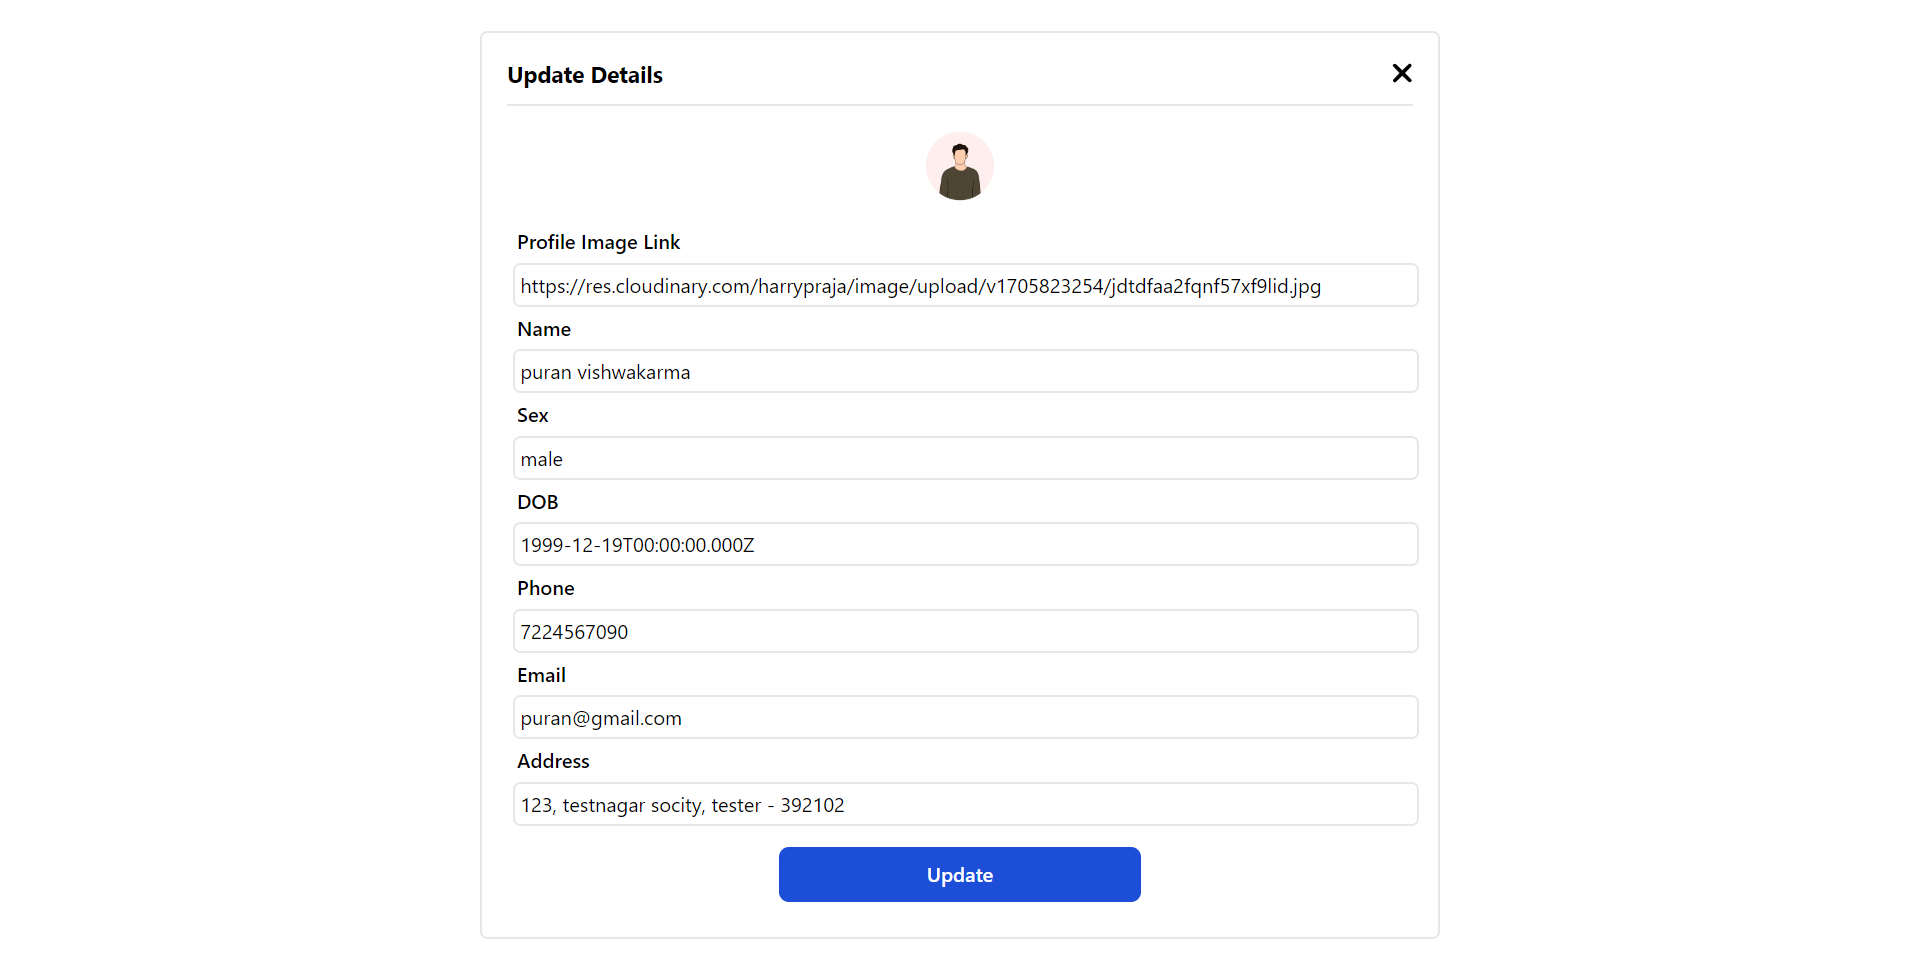 Update Details
Profile Image Link
https://res.cloudinary.com/harrypraja/image/upload/v1705823254/jdtdfaa2fqnf57xf9lid.jpg
Name
puran vishwakarma
Sex
male
DOB
1999-12-19T00:00:00.000Z
Phone
7224567090
Email
puran@gmail.com
Address
123, testnagar socity, tester - 392102
Update